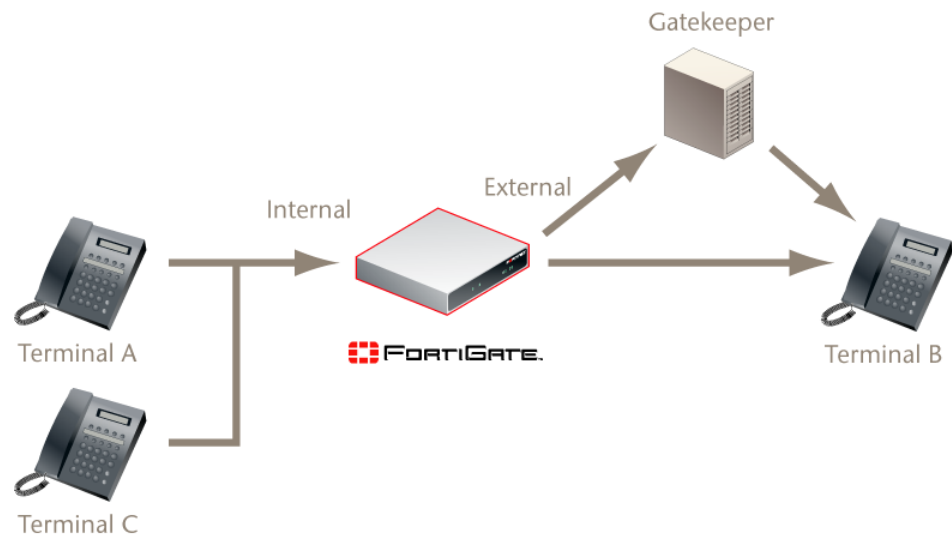 Gatekeeper
External
Internal
Terminal A
FORTIGATE
Terminal B
Terminal C